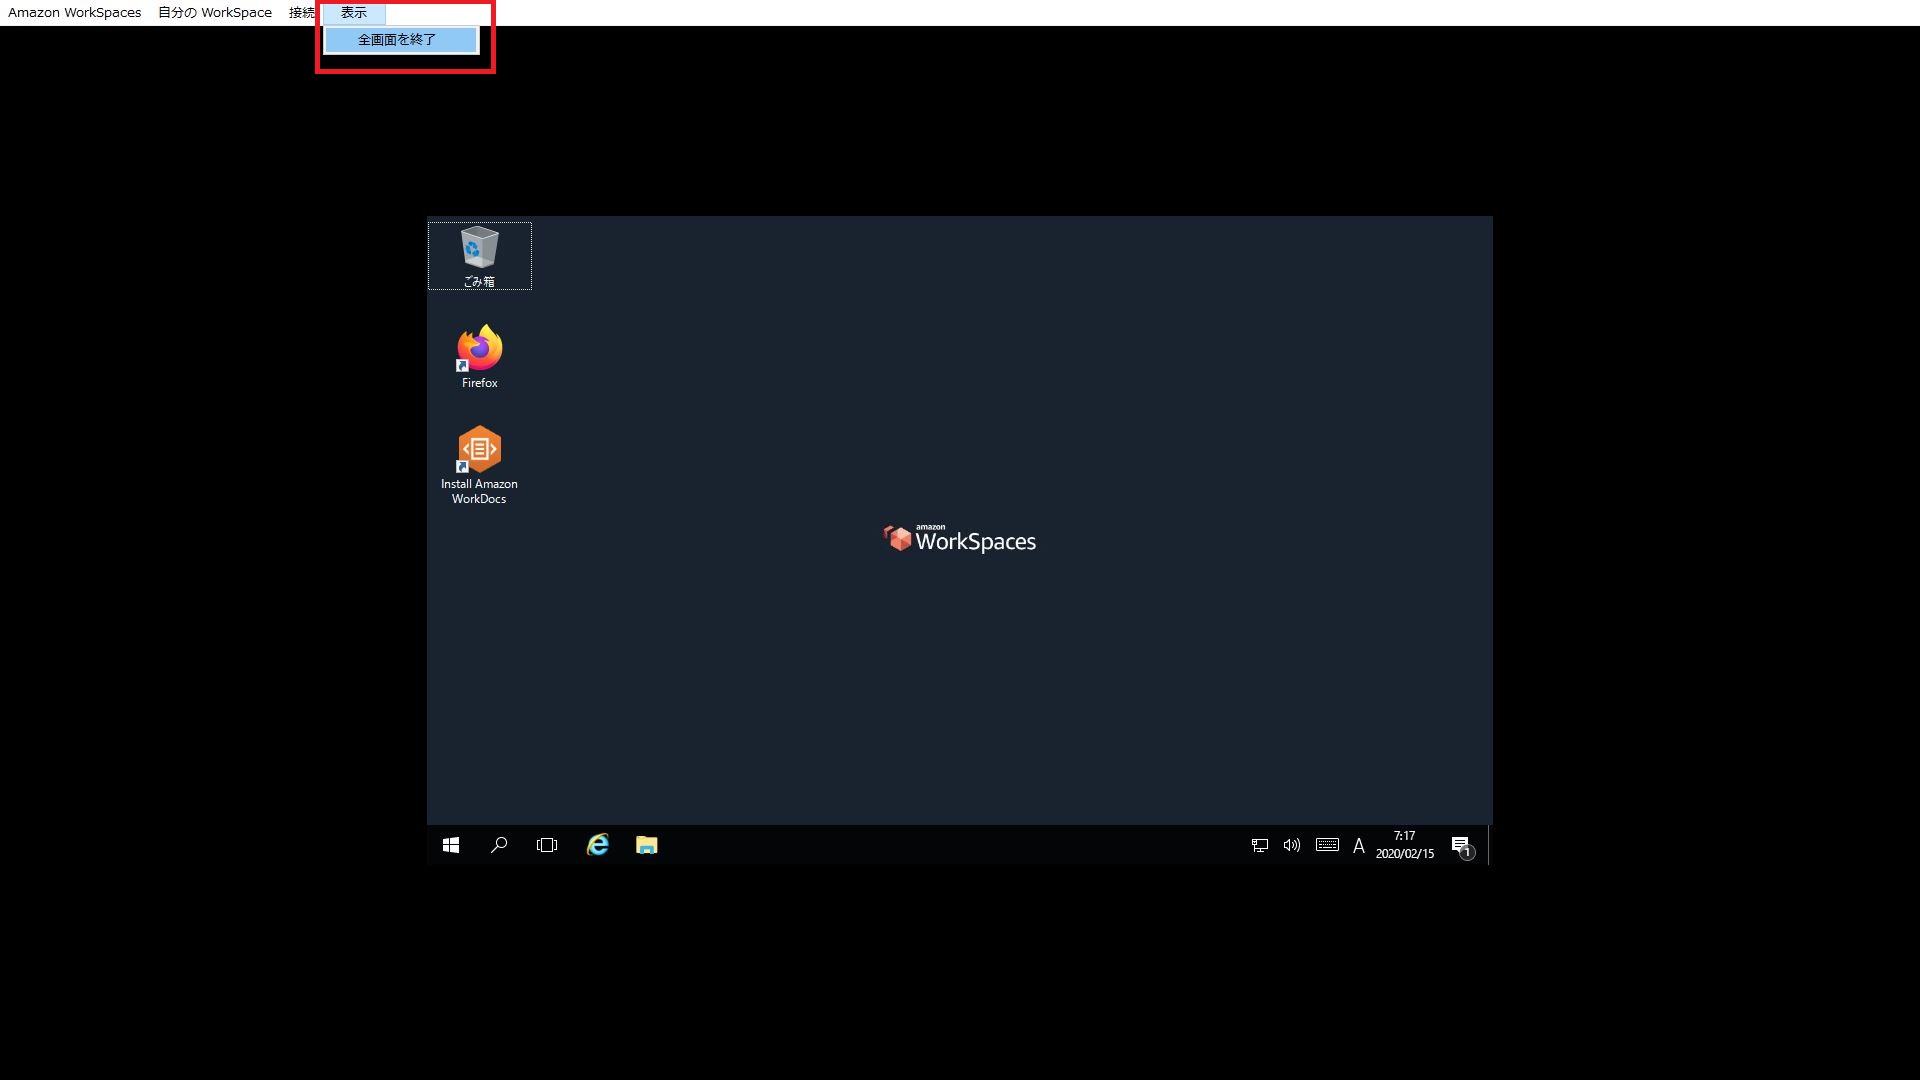 Amazon WorkSpaces 自分の WorkSpace 接続 表示
全画面を終了
ごみ箱
Firefox
Install Amazon
WorkDocs
amazon
WorkSpaces
A
7:17
2020/02/15
1